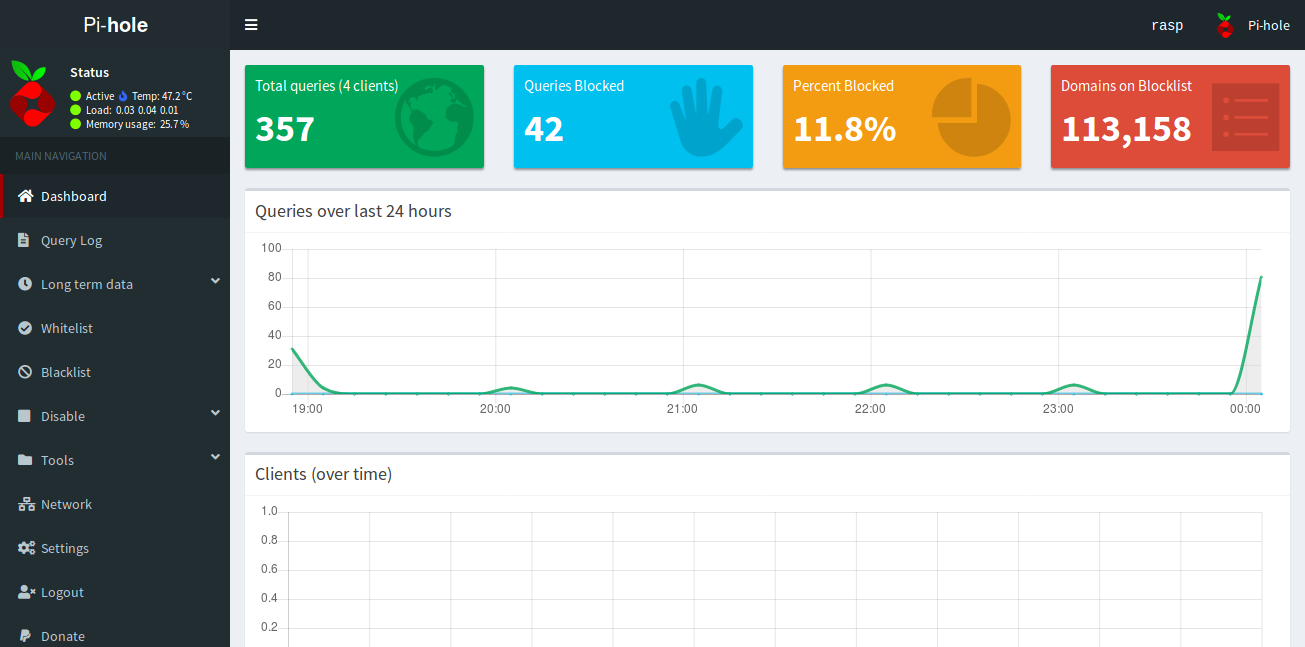 Pi-hole
rasp
Pi-hole
Status
Active Temp: 47.2 °C
Load: 0.03 0.04 0.01
Memory usage: 25.7 %
MAIN NAVIGATION
Dashboard
Query Log
Long term data
Whitelist
Blacklist
Disable
Tools
Network
Settings
Logout
Donate
Total queries (4 clients)
357
Queries Blocked
42
Percent Blocked
11.8%
Domains on Blocklist
113,158
Queries over last 24 hours
100
80
60
40
20
0
19:00 20:00 21:00 22:00 23:00 00:00
Clients (over time)
1.0
0.8
0.6
0.4
0.2